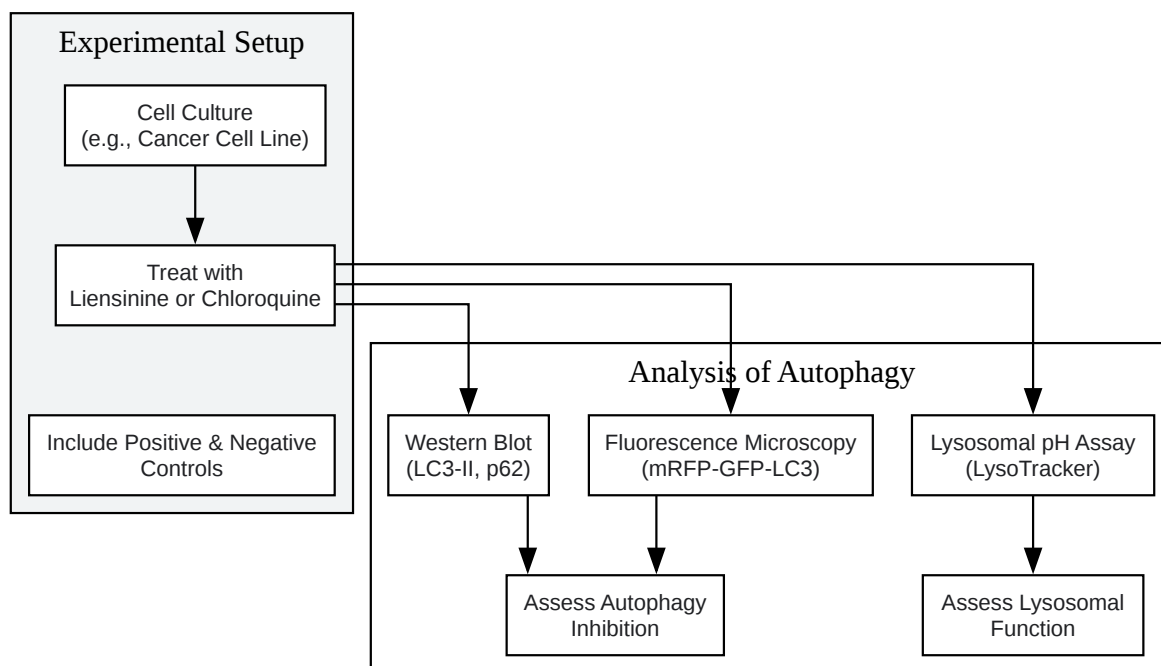 Experimental Setup
Cell Culture
(e.g., Cancer Cell Line)
Treat with
Liensinine or Chloroquine
Include Positive & Negative
Controls
Analysis of Autophagy
Western Blot
(LC3-II, p62)
Fluorescence Microscopy
(mRFP-GFP-LC3)
Lysosomal pH Assay
(LysoTracker)
Assess Autophagy
Inhibition
Assess Lysosomal
Function